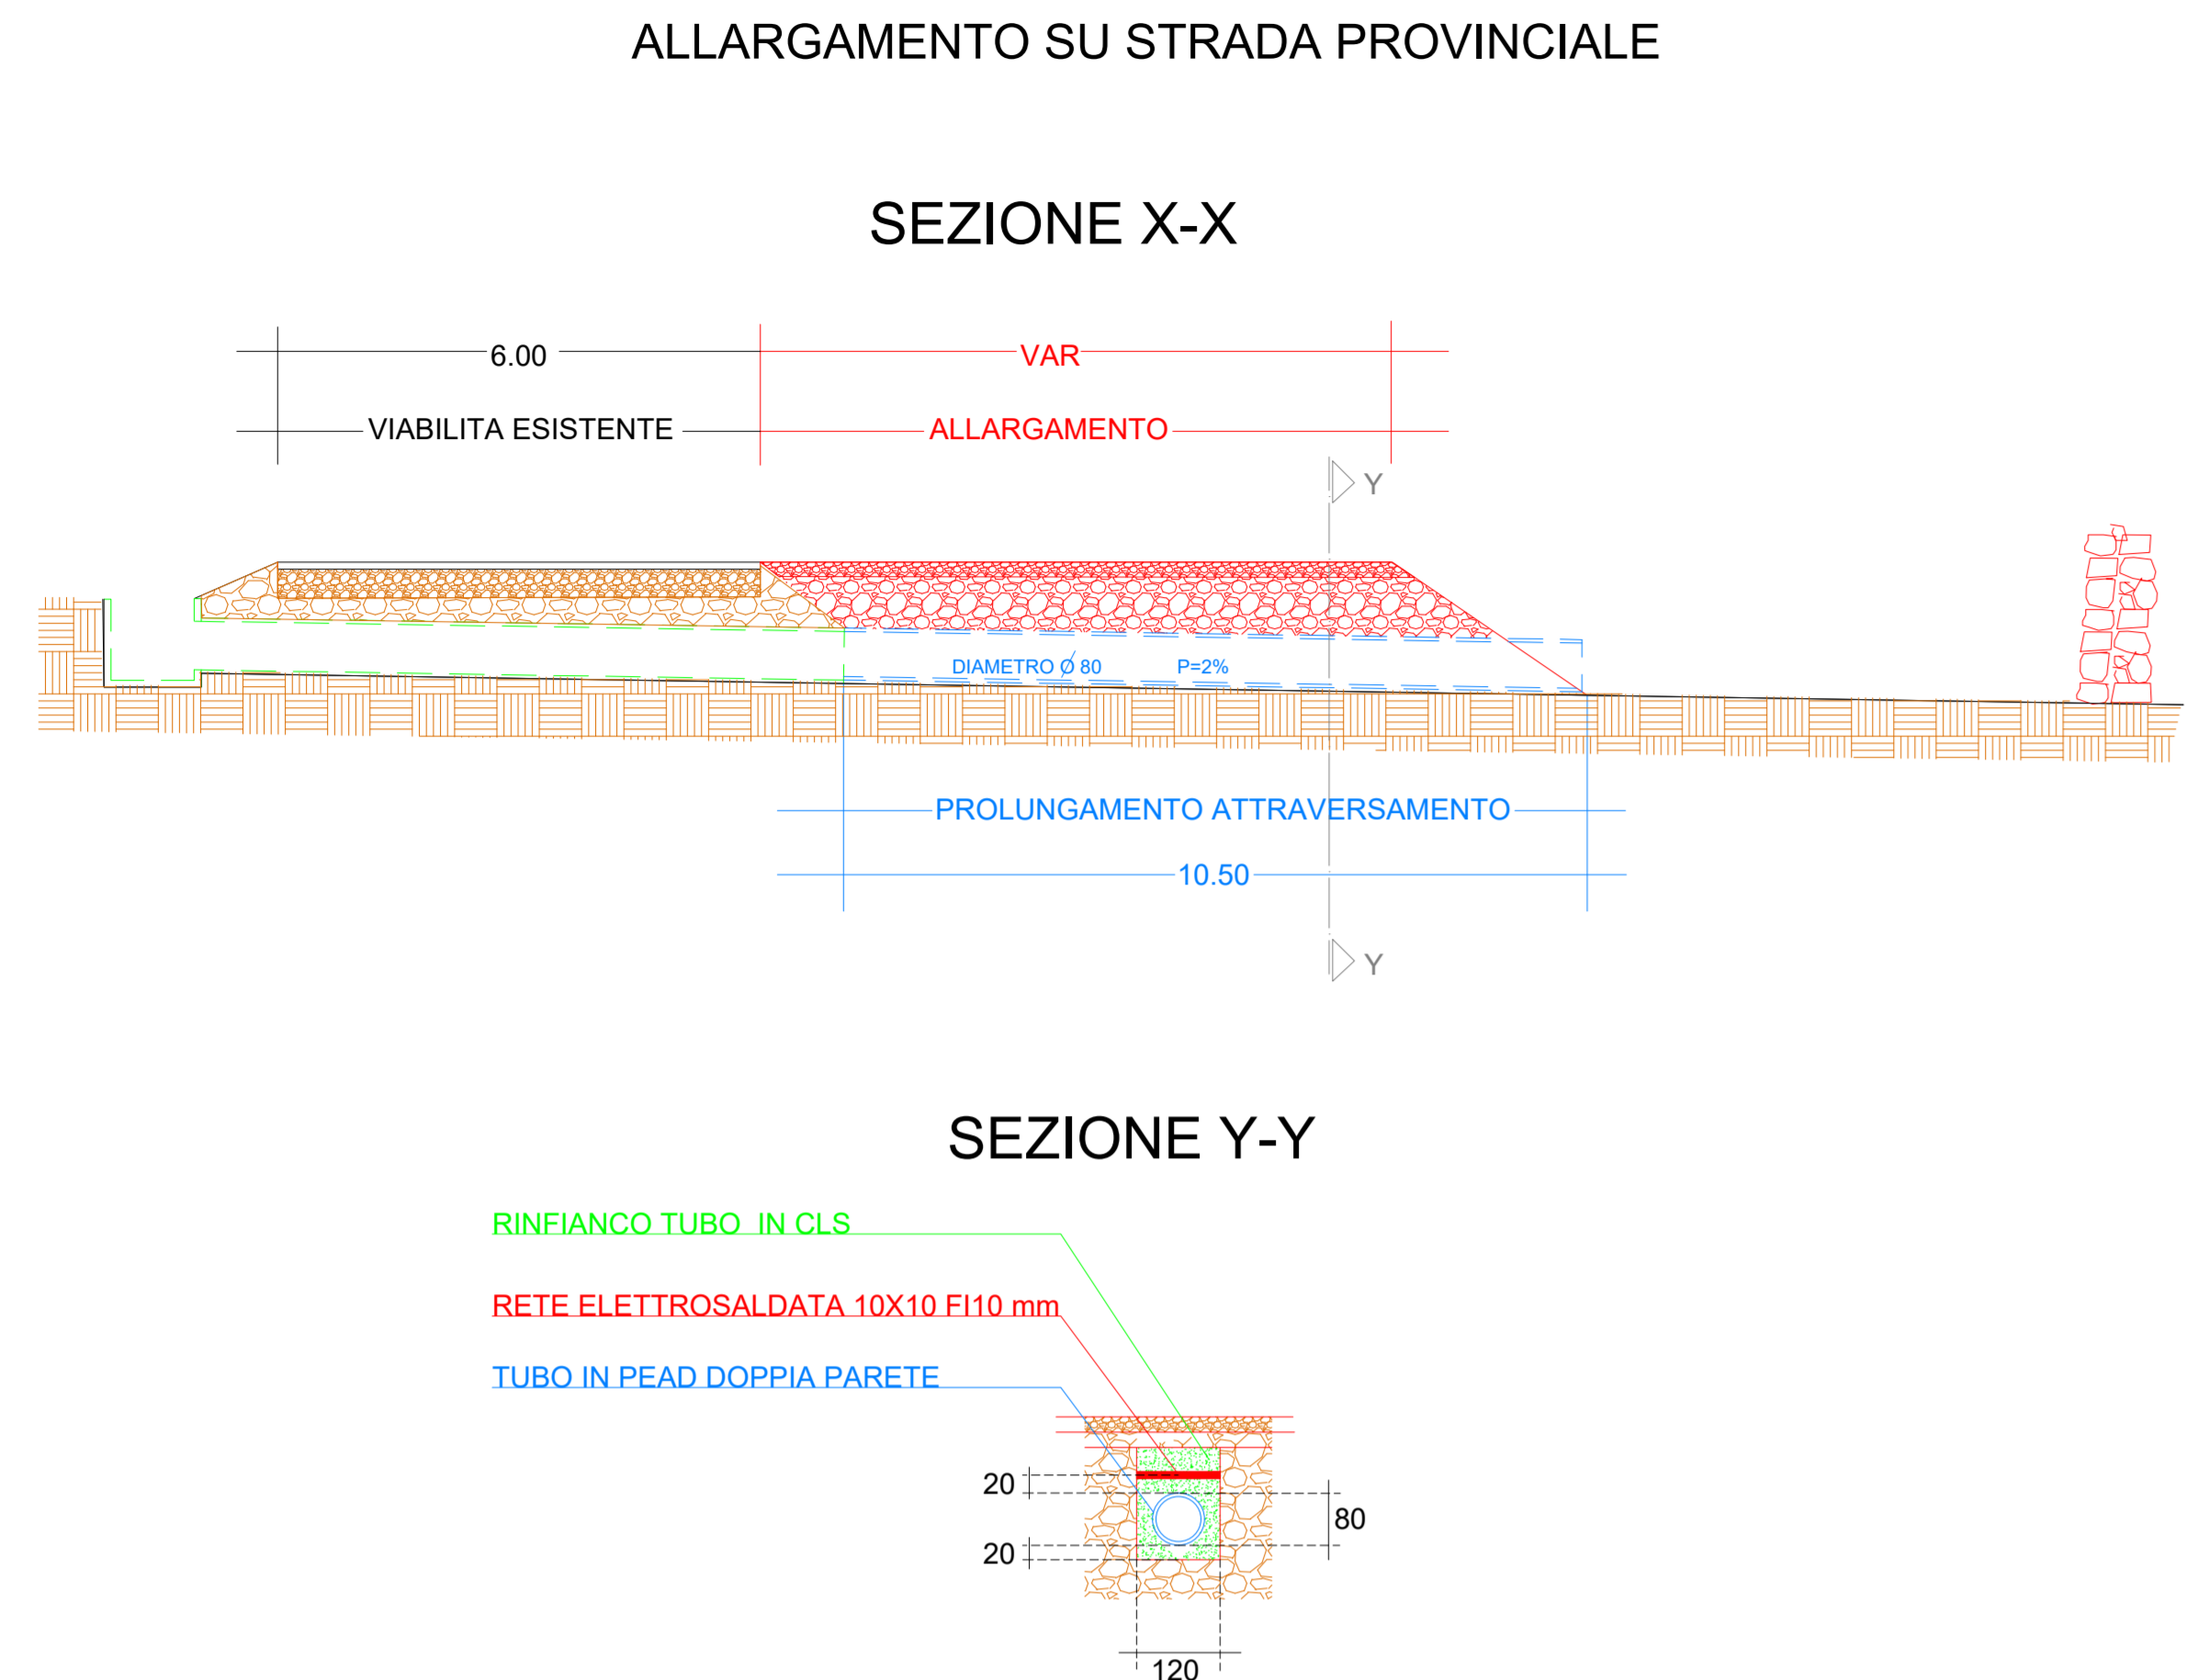 ALLARGAMENTO SU STRADA PROVINCIALE
SEZIONE X-X
6.00
VAR
VIABILITA ESISTENTE
ALLARGAMENTO
Y
DIAMETRO Ø 80
P=2%
PROLUNGAMENTO ATTRAVERSAMENTO
10.50
Y
SEZIONE Y-Y
RINFIANCO TUBO IN CLS
RETE ELETTROSALDATA 10X10 FI10 mm
TUBO IN PEAD DOPPIA PARETE
20
80
20
120